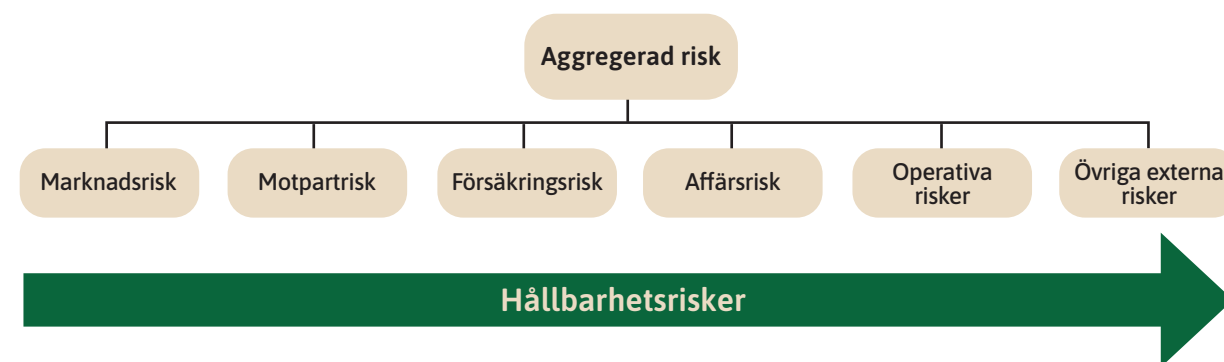 Aggregerad risk
Marknadsrisk
Motpartrisk
Försäkringsrisk
Affärsrisk
Operativa
risker
Övriga externa
risker
Hållbarhetsrisker